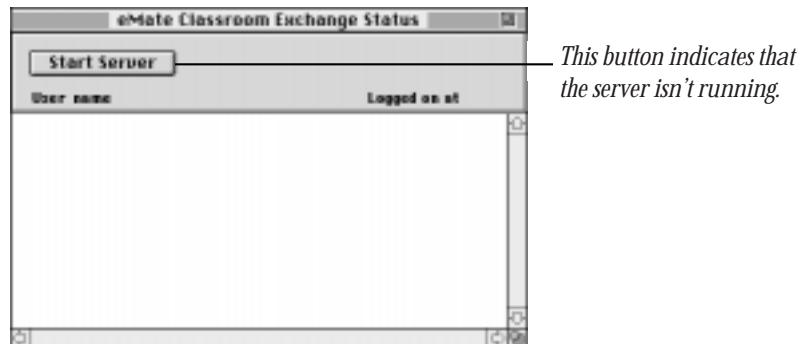 eMate Classroom Exchange Status
Start Server
This button indicates that
the server isn't running.
User name
Logged on at